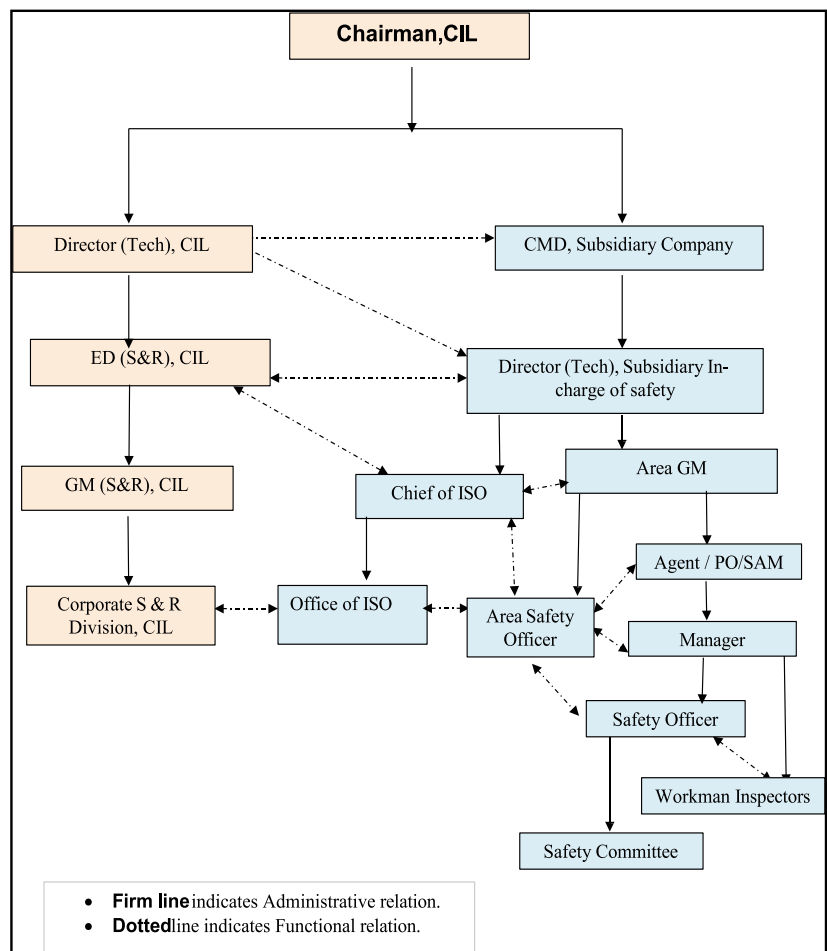 Chairman,CIL
Director (Tech), CIL
CMD, Subsidiary Company
ED (S&R), CIL
Director (Tech), Subsidiary In-
charge of safety
GM (S&R), CIL
Chief of ISO
Area GM
Agent / PO/SAM
Corporate S & R
Division, CIL
Office of ISO
Area Safety
Officer
Manager
Safety Officer
Workman Inspectors
Safety Committee
• Firm line indicates Administrative relation.
• Dotted line indicates Functional relation.